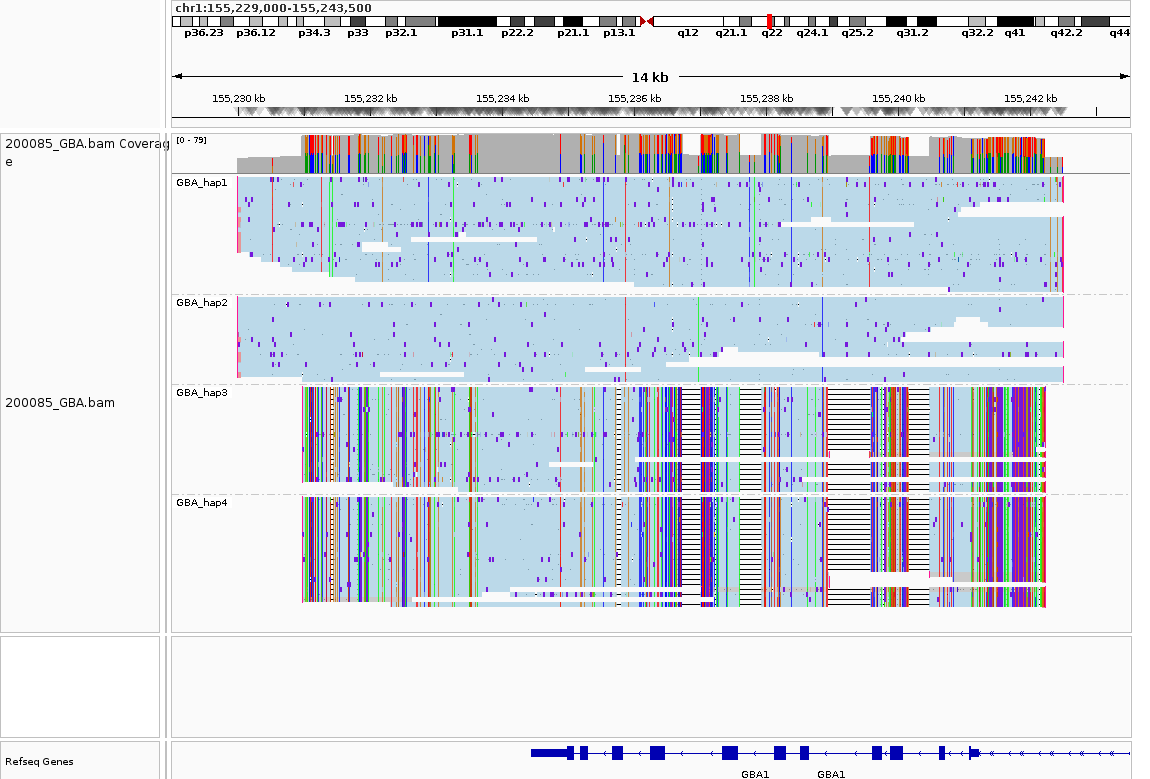 chr1:155,229,000-155,243,500
p36.23 p36.12 p34.3 p33 p32.1 p31.1 p22.2 p21.1 p13.1 q12 q21.1 q22 q24.1 q25.2 q31.2 q32.2 q41 q42.2 q44
14 kb
155,230 kb 155,232 kb 155,234 kb 155,236 kb 155,238 kb 155,240 kb 155,242 kb
200085_GBA.bam Coverag
e
[0 - 79]
GBA_hap1
GBA_hap2
GBA_hap3
200085_GBA.bam
GBA_hap4
Refseq Genes
GBA1 GBA1